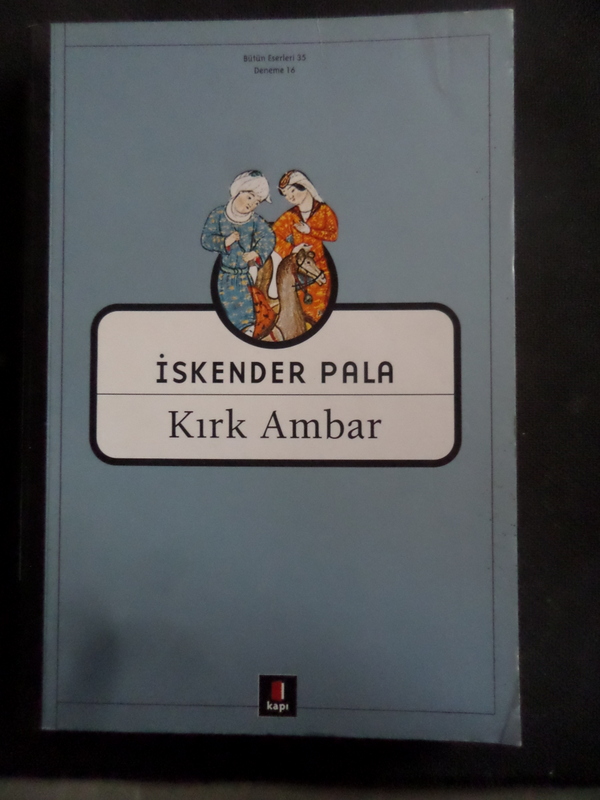 Bütün Eserleri 35
Deneme 16
İSKENDER PALA
Kırk Ambar
kapı